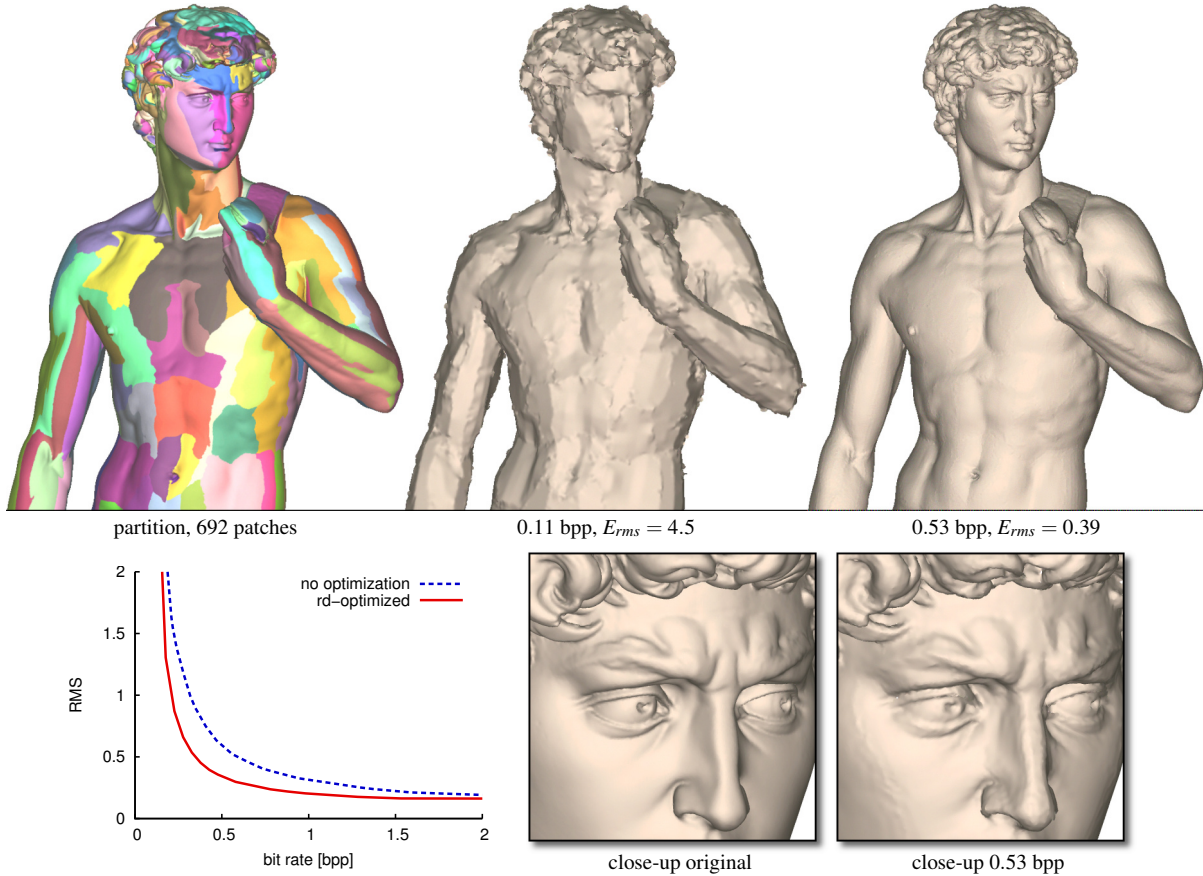 partition, 692 patches
0.11 bpp, E_rms = 4.5
0.53 bpp, E_rms = 0.39
no optimization
rd-optimized
2
1.5
1
0.5
0
RMS
0
0.5
1
1.5
2
bit rate [bpp]
close-up original
close-up 0.53 bpp